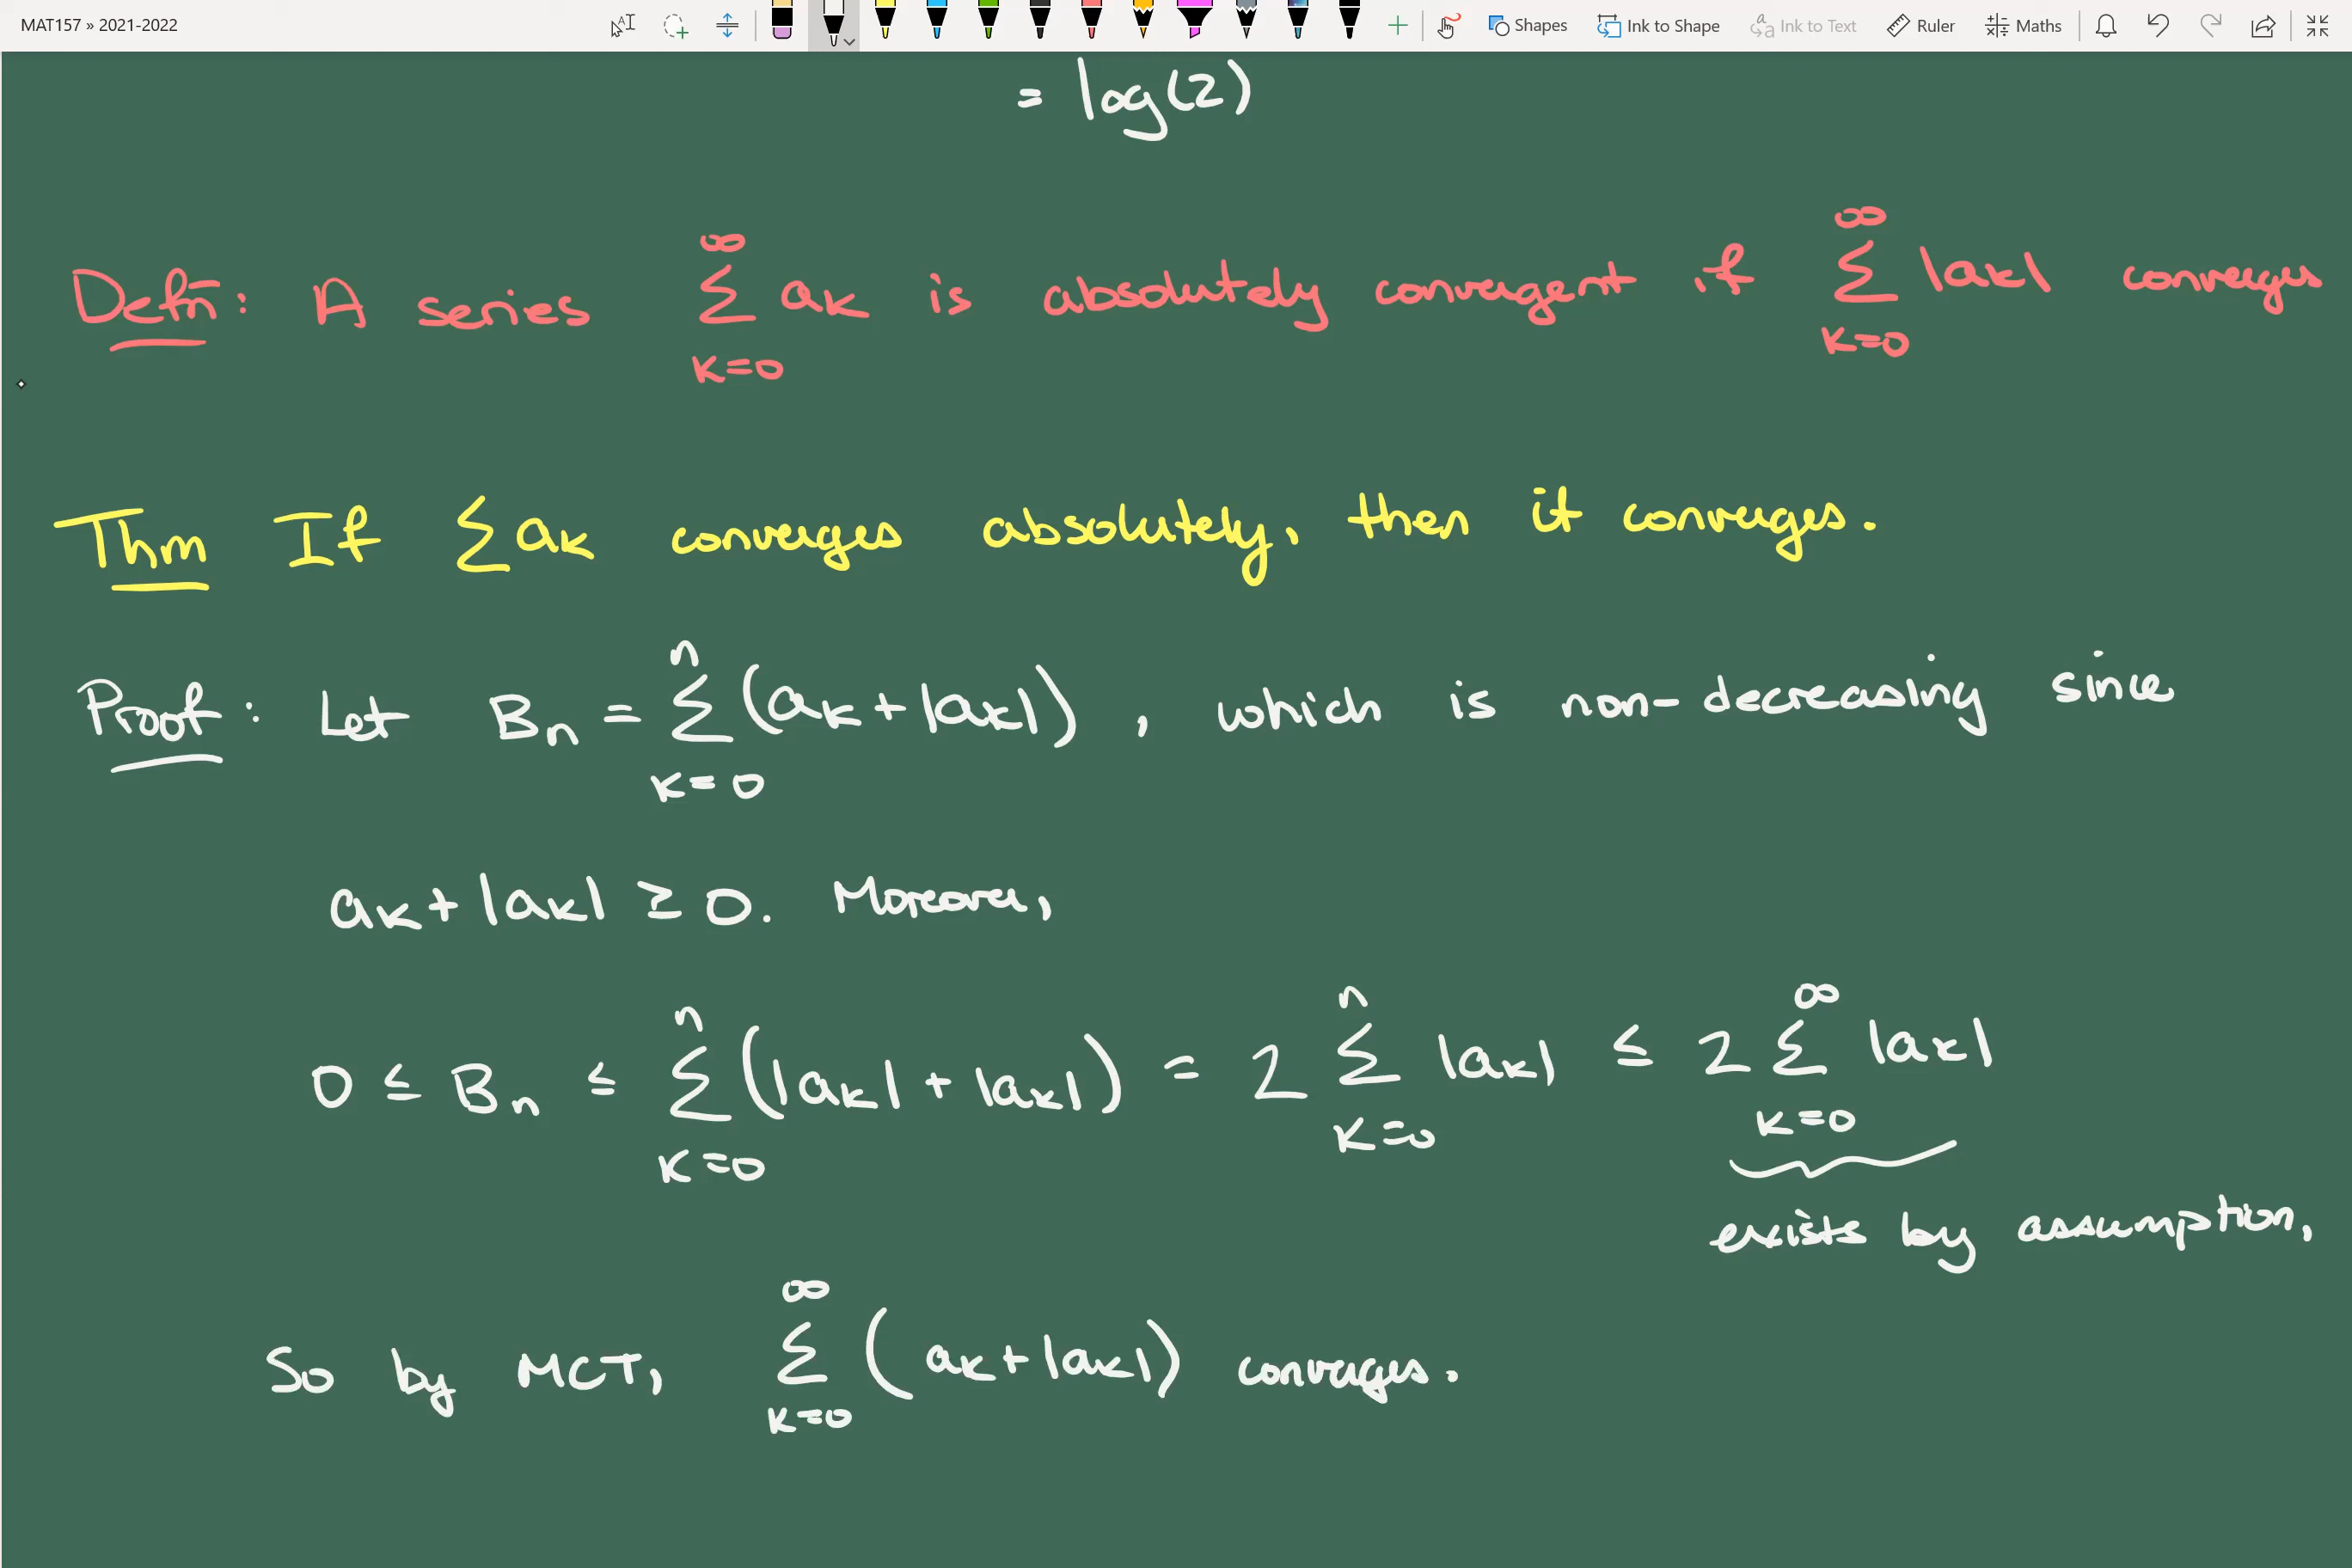 MAT157 » 2021-2022 Shapes Ink to Shape Ink to Text Ruler Maths
= log(2)
Defn: A series ∑_{k=0}^{∞} a_k is absolutely convergent if ∑_{k=0}^{∞} |a_k| converges
Thm If ∑ a_k converges absolutely, then it converges.
Proof: Let B_n = ∑_{k=0}^{n} (a_k + |a_k|), which is non-decreasing since
a_k + |a_k| ≥ 0. Moreover,
0 ≤ B_n ≤ ∑_{k=0}^{n} (|a_k| + |a_k|) = 2 ∑_{k=0}^{n} |a_k| ≤ 2 ∑_{k=0}^{∞} |a_k|
exists by assumption,
So by MCT, ∑_{k=0}^{∞} (a_k + |a_k|) converges.